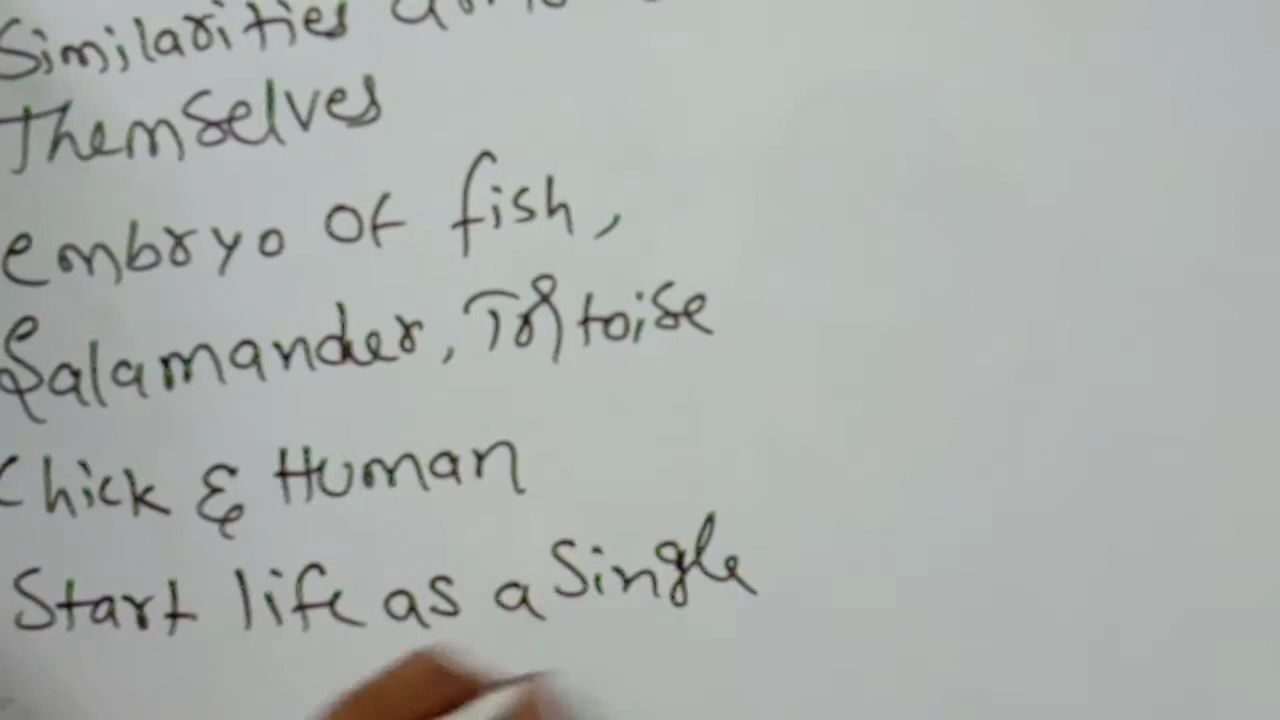 Similarities
Themselves
embryo of fish,
Salamander, Tortoise
Chick & Human
Start life as a Single